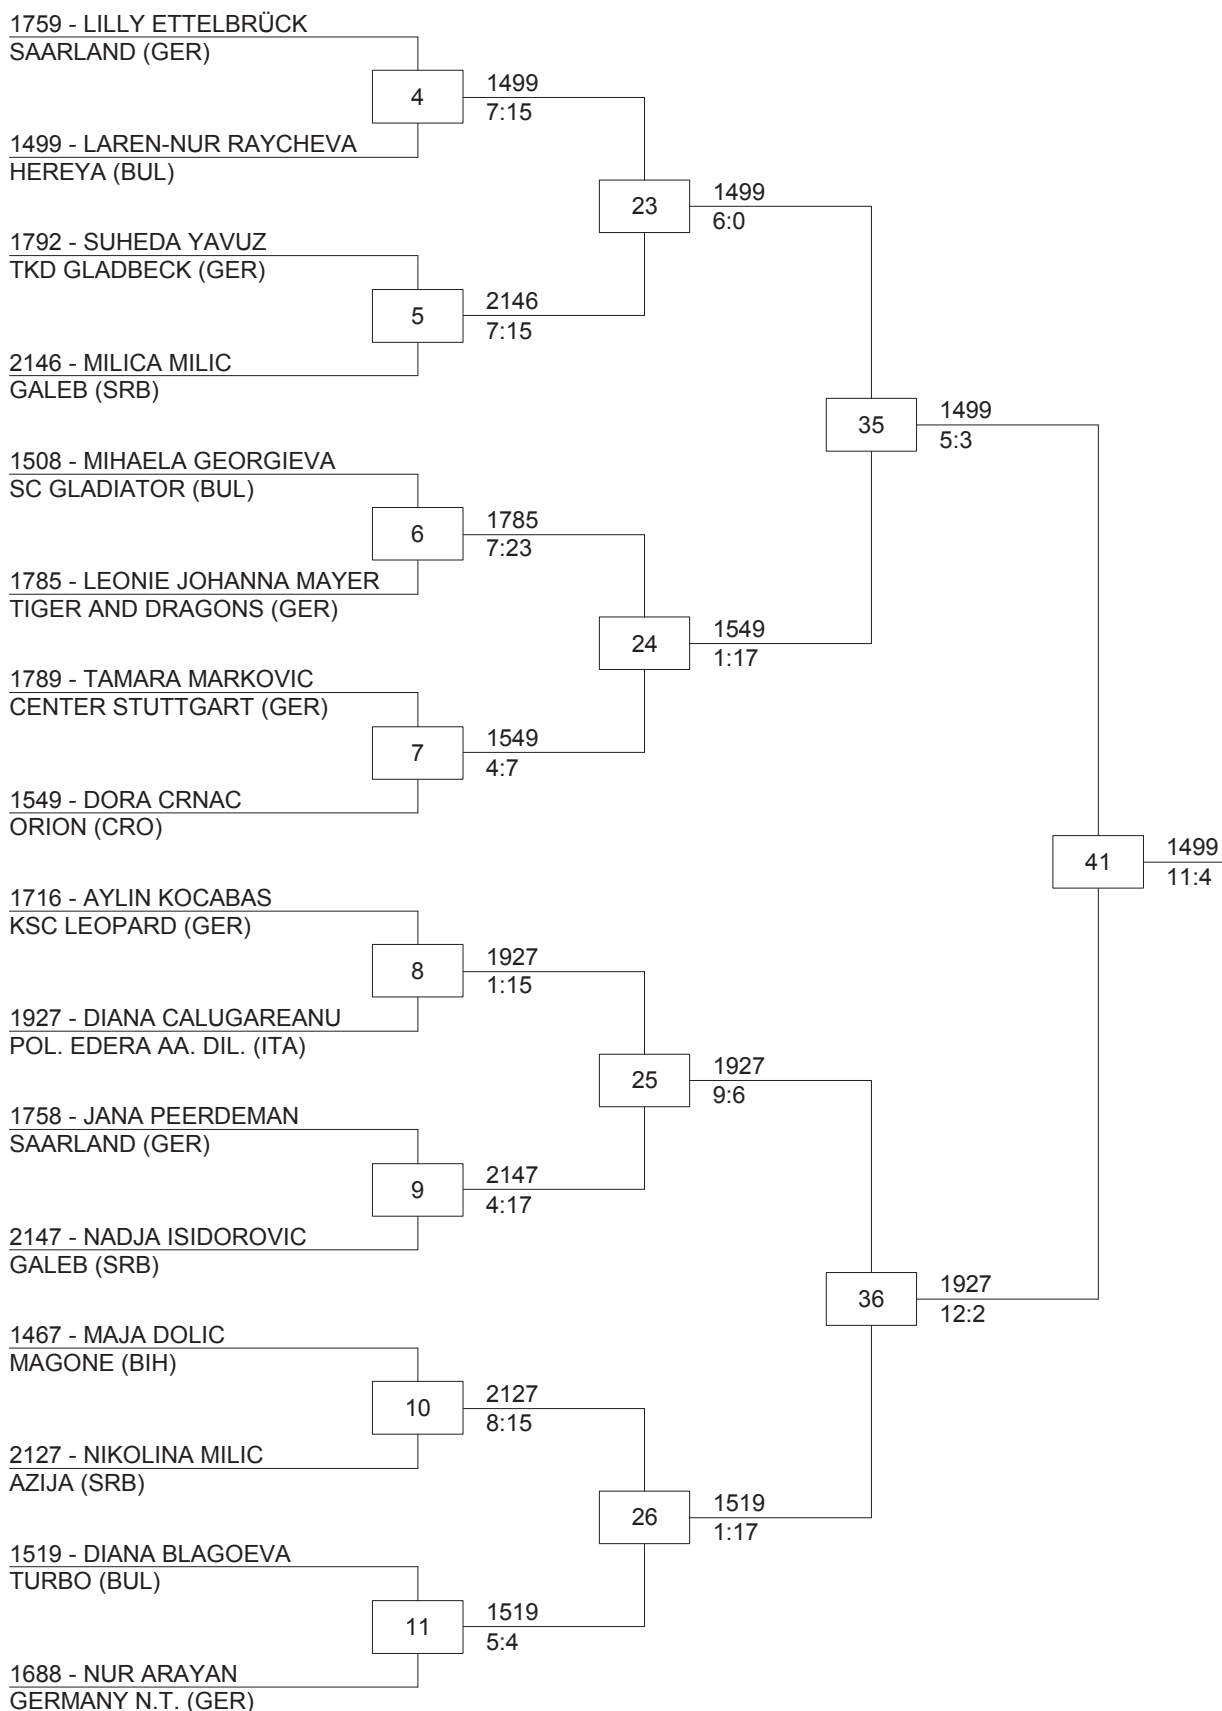 1759 - LILLY ETTELBRÜCK
SAARLAND (GER)
4
1499
7:15
1499 - LAREN-NUR RAYCHEVA
HEREYA (BUL)
23
1499
6:0
1792 - SUHEDA YAVUZ
TKD GLADBECK (GER)
5
2146
7:15
2146 - MILICA MILIC
GALEB (SRB)
35
1499
5:3
1508 - MIHAELA GEORGIEVA
SC GLADIATOR (BUL)
6
1785
7:23
1785 - LEONIE JOHANNA MAYER
TIGER AND DRAGONS (GER)
24
1549
1:17
1789 - TAMARA MARKOVIC
CENTER STUTTGART (GER)
7
1549
4:7
1549 - DORA CRNAC
ORION (CRO)
41
1499
11:4
1716 - AYLIN KOCABAS
KSC LEOPARD (GER)
8
1927
1:15
1927 - DIANA CALUGAREANU
POL. EDERA AA. DIL. (ITA)
25
1927
9:6
1758 - JANA PEERDEMAN
SAARLAND (GER)
9
2147
4:17
2147 - NADJA ISIDOROVIC
GALEB (SRB)
36
1927
12:2
1467 - MAJA DOLIC
MAGONE (BIH)
10
2127
8:15
2127 - NIKOLINA MILIC
AZIJA (SRB)
26
1519
1:17
1519 - DIANA BLAGOEVA
TURBO (BUL)
11
1519
5:4
1688 - NUR ARAYAN
GERMANY N.T. (GER)